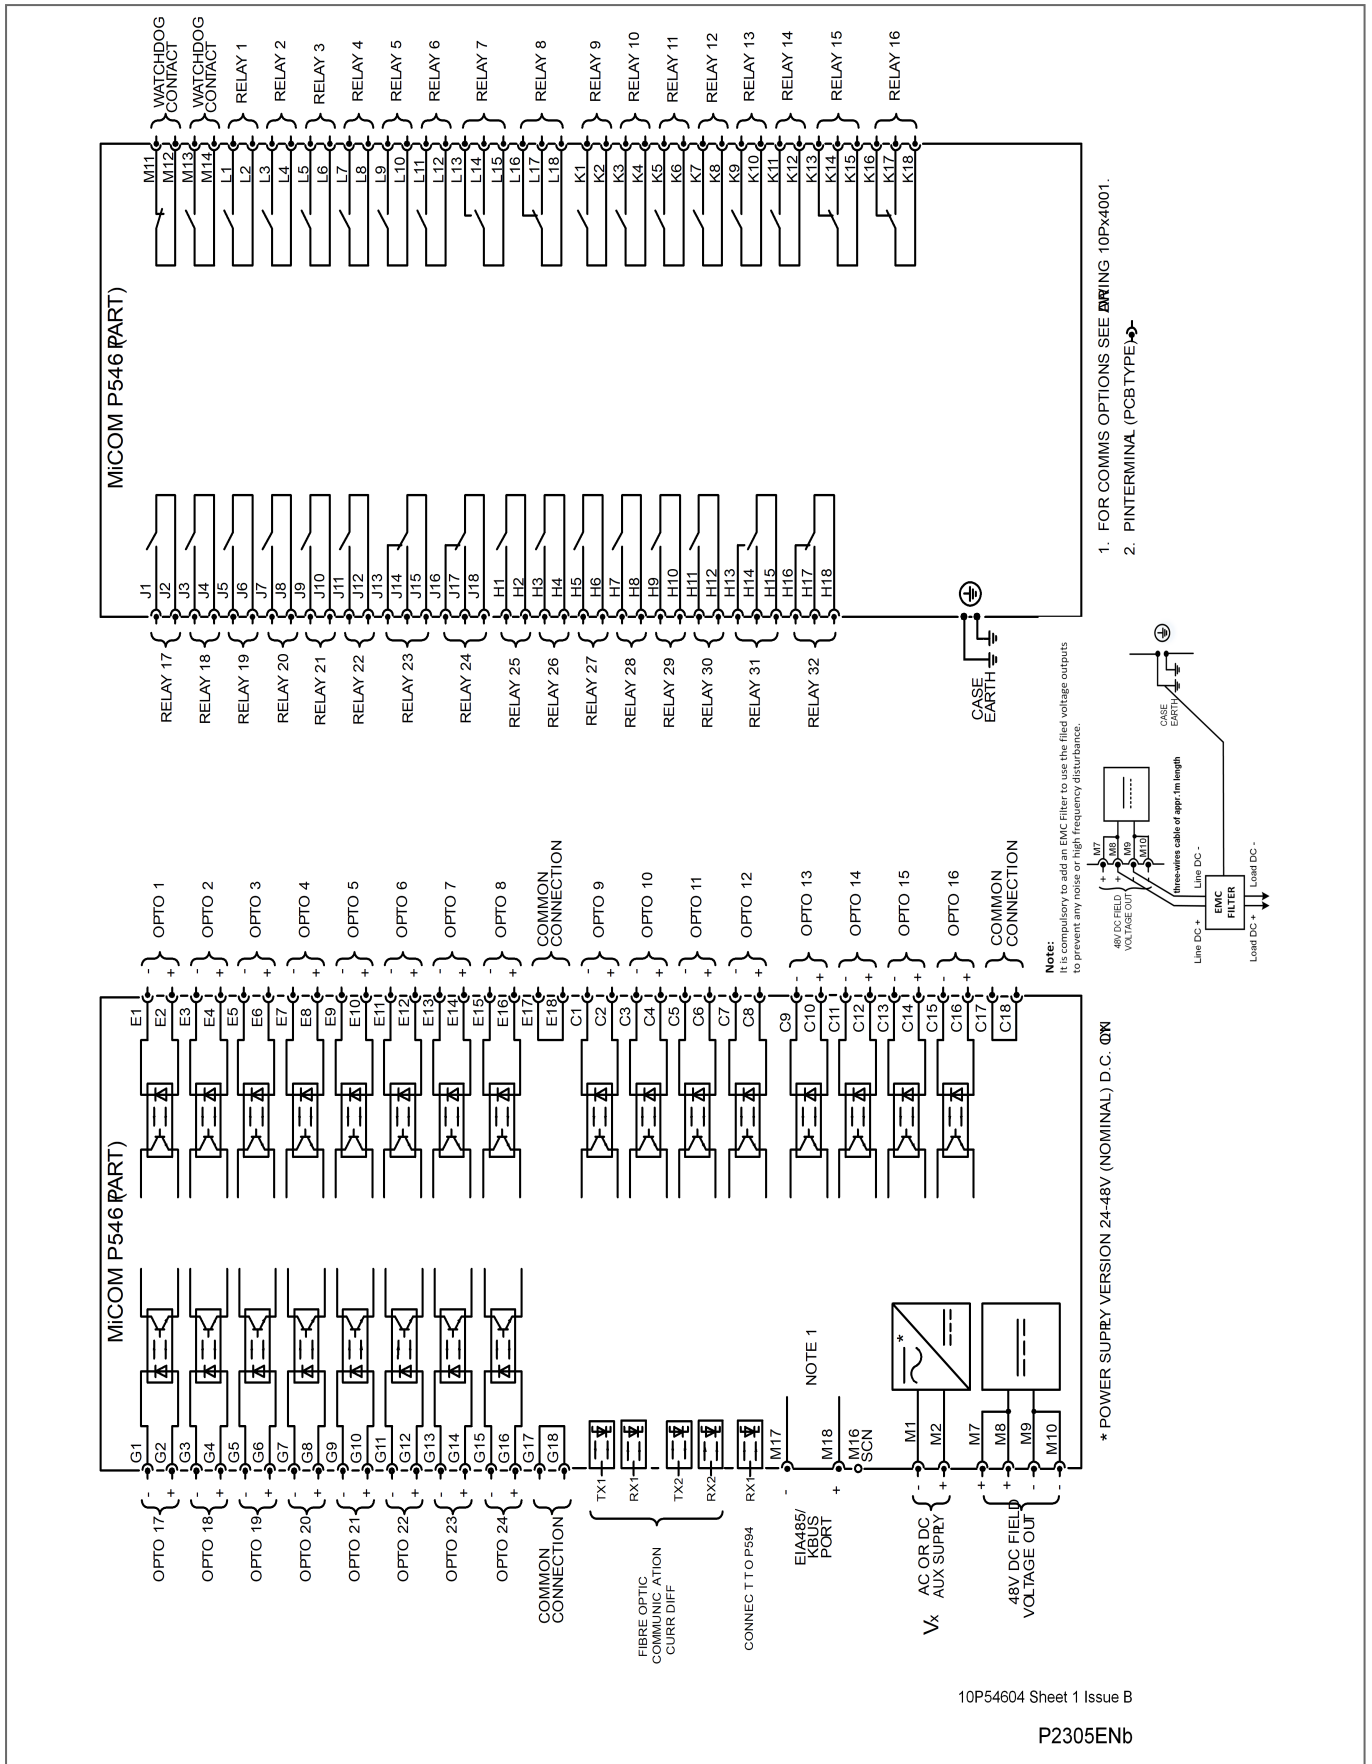 MiCOM P546 (PART)
WATCHDOG
CONTACT
WATCHDOG
CONTACT
RELAY 1
RELAY 2
RELAY 3
RELAY 4
RELAY 5
RELAY 6
RELAY 7
RELAY 8
RELAY 9
RELAY 10
RELAY 11
RELAY 12
RELAY 13
RELAY 14
RELAY 15
RELAY 16
M11
M12
M13
M14
L1
L2
L3
L4
L5
L6
L7
L8
L9
L10
L11
L12
L13
L14
L15
L16
L17
L18
K1
K2
K3
K4
K5
K6
K7
K8
K9
K10
K11
K12
K13
K14
K15
K16
K17
K18
J1
J2
J3
J4
J5
J6
J7
J8
J9
J10
J11
J12
J13
J14
J15
J16
J17
J18
H1
H2
H3
H4
H5
H6
H7
H8
H9
H10
H11
H12
H13
H14
H15
H16
H17
H18
RELAY 17
RELAY 18
RELAY 19
RELAY 20
RELAY 21
RELAY 22
RELAY 23
RELAY 24
RELAY 25
RELAY 26
RELAY 27
RELAY 28
RELAY 29
RELAY 30
RELAY 31
RELAY 32
CASE
EARTH
1. FOR COMMS OPTIONS SEE DRAWING 10Px4001.
2. PIN TERMINAL (PCB TYPE)
MiCOM P546 (PART)
OPTO 1
OPTO 2
OPTO 3
OPTO 4
OPTO 5
OPTO 6
OPTO 7
OPTO 8
COMMON
CONNECTION
OPTO 9
OPTO 10
OPTO 11
OPTO 12
OPTO 13
OPTO 14
OPTO 15
OPTO 16
COMMON
CONNECTION
- + - + - + - + - + - + - + - +
- + - + - + - + - + - + - + - +
E1
E2
E3
E4
E5
E6
E7
E8
E9
E10
E11
E12
E13
E14
E15
E16
E17
E18
C1
C2
C3
C4
C5
C6
C7
C8
C9
C10
C11
C12
C13
C14
C15
C16
C17
C18
G1
G2
G3
G4
G5
G6
G7
G8
G9
G10
G11
G12
G13
G14
G15
G16
G17
G18
- + - + - + - + - + - + - + - +
OPTO 17
OPTO 18
OPTO 19
OPTO 20
OPTO 21
OPTO 22
OPTO 23
OPTO 24
COMMON
CONNECTION
TX1
RX1
TX2
RX2
RX1
FIBRE OPTIC
COMMUNIC ATION
CURR DIFF
CONNEC T T O P594
M17
M18
M16
SCN
NOTE 1
- +
EIA485/
KBUS
PORT
*
M1
M2
- +
Vx
AC OR DC
AUX SUPPLY
M7
M8
M9
M10
+ + - -
48V DC FIELD
VOLTAGE OUT
* POWER SUPPLY VERSION 24-48V (NOMINAL) D.C. ONLY
Note:
It is compulsory to add an EMC Filter to use the filed voltage outputs
to prevent any noise or high frequency disturbance.
M7
M8
M9
M10
+ + - -
48V DC FIELD
VOLTAGE OUT
three-wires cable of appr.1m length
CASE
EARTH
Line DC +
Line DC -
EMC
FILTER
Load DC +
Load DC -
10P54604 Sheet 1 Issue B
P2305ENb